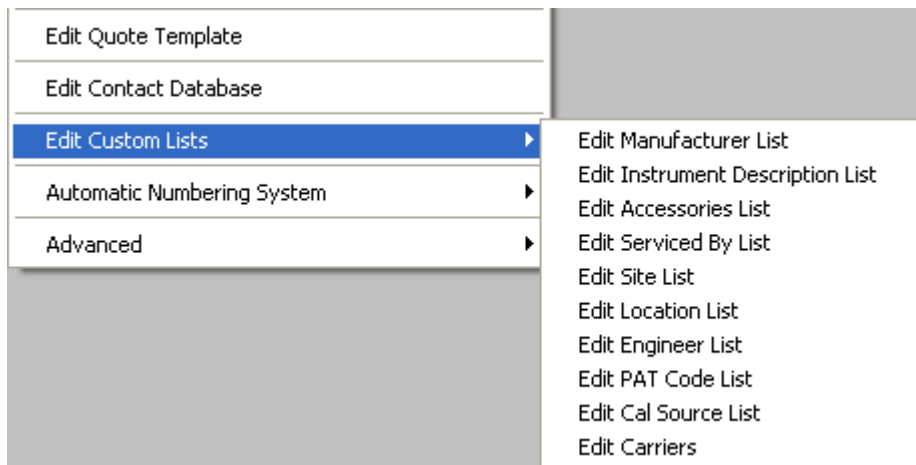 Edit Quote Template
Edit Contact Database
Edit Custom Lists
Automatic Numbering System
Advanced
Edit Manufacturer List
Edit Instrument Description List
Edit Accessories List
Edit Serviced By List
Edit Site List
Edit Location List
Edit Engineer List
Edit PAT Code List
Edit Cal Source List
Edit Carriers